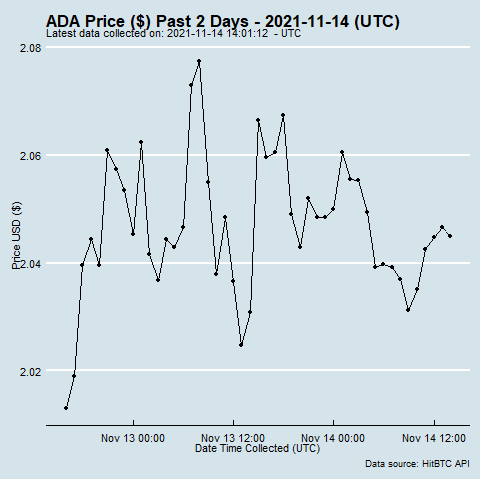 ADA Price ($) Past 2 Days - 2021-11-14 (UTC)
Latest data collected on: 2021-11-14 14:01:12 - UTC
2.08
2.06
2.04
2.02
Price USD ($)
Nov 13 00:00 Nov 13 12:00 Nov 14 00:00 Nov 14 12:00
Date Time Collected (UTC)
Data source: HitBTC API